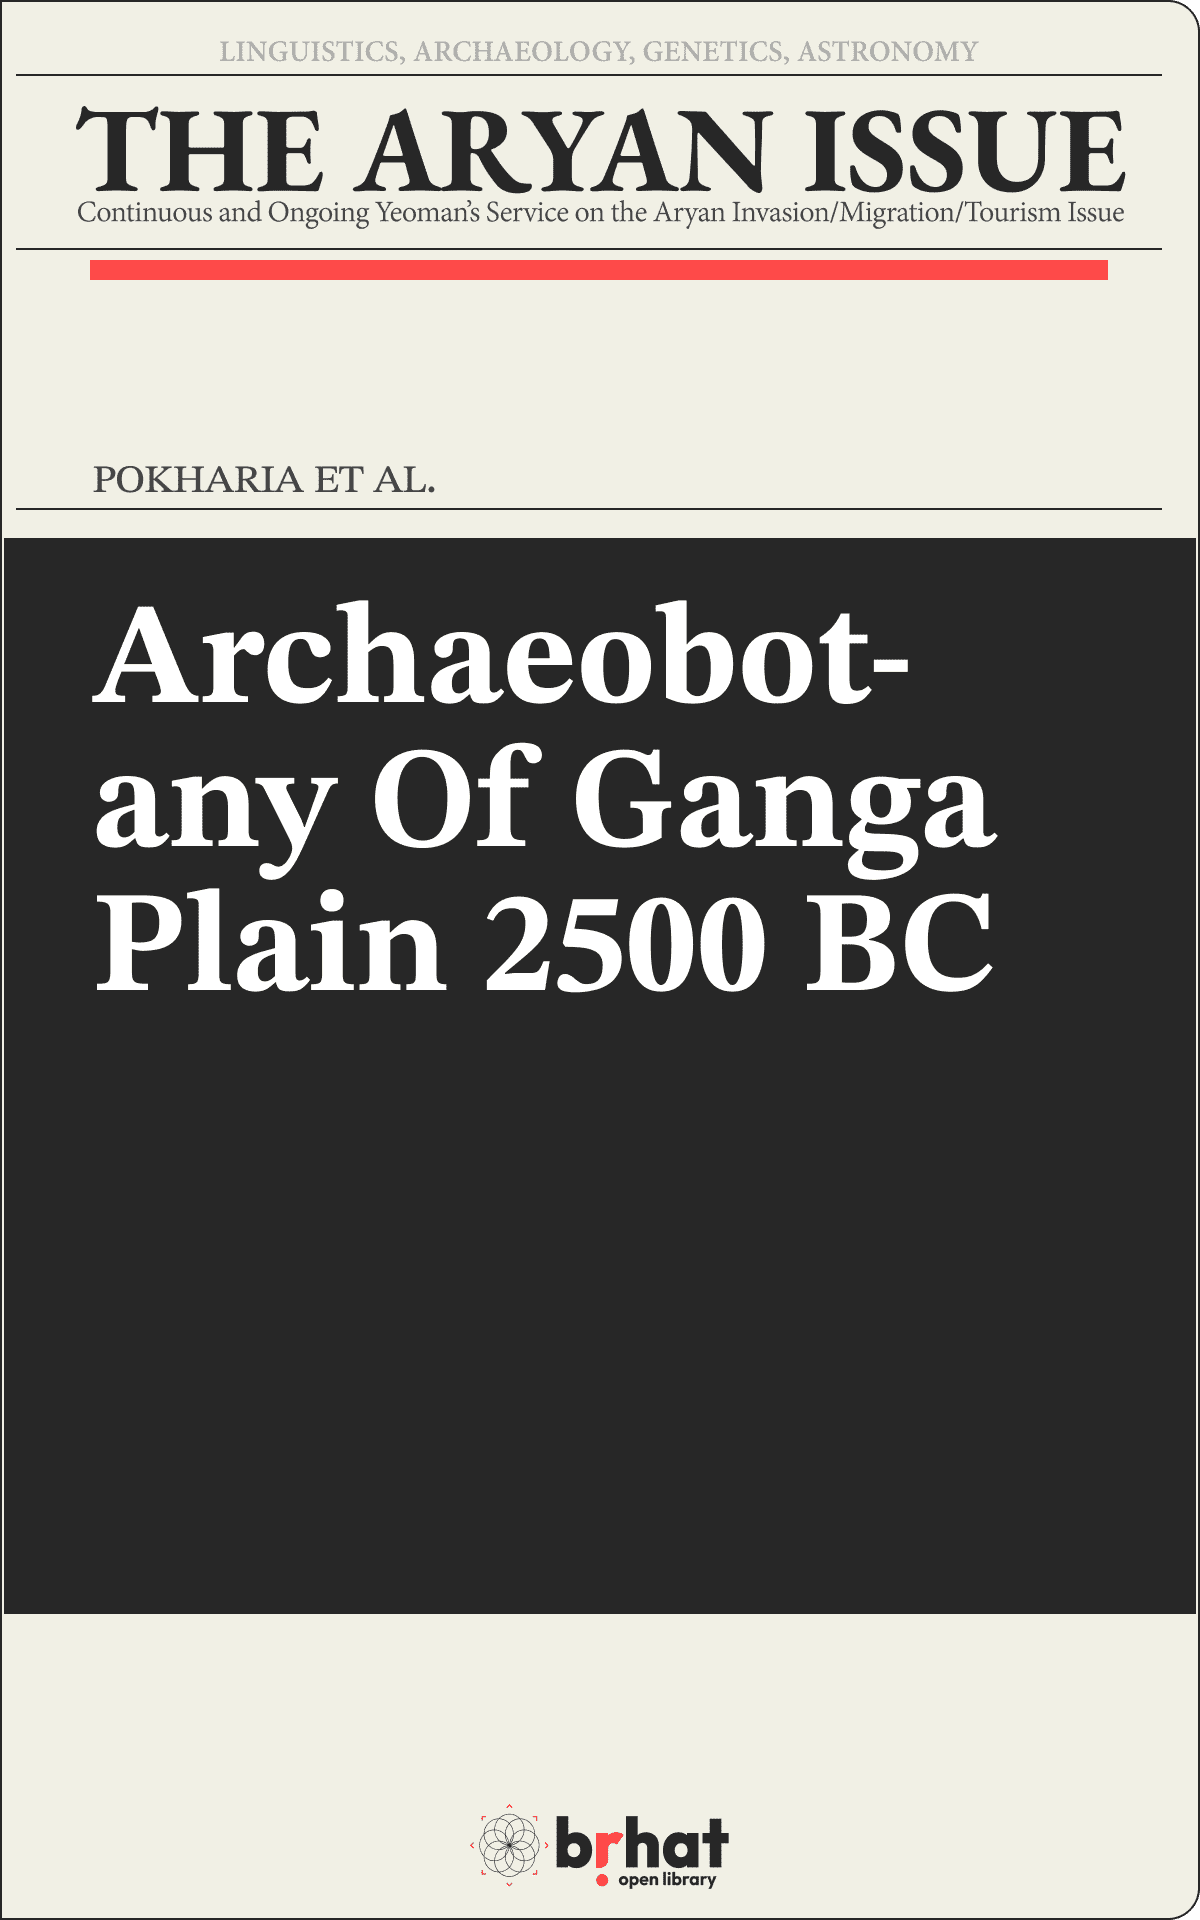 LINGUISTICS, ARCHAEOLOGY, GENETICS, ASTRONOMY
THE ARYAN ISSUE
Continuous and Ongoing Yeoman’s Service on the Aryan Invasion/Migration/Tourism Issue
POKHARIA ET AL.
Archaeobot-
any Of Ganga
Plain 2500 BC
bṛhat
open library